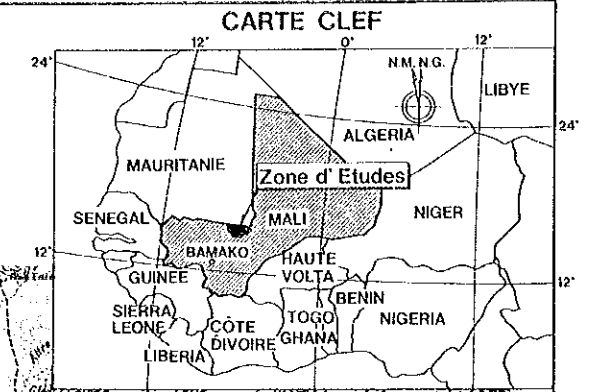 CARTE CLEF
12° 0° 12°
24°
N.M. N.G.
LIBYE
ALGERIA
24°
MAURITANIE
Zone d'Etudes
SENEGAL
MALI
NIGER
12°
BAMAKO
HAUTE
VOLTA
GUINEE
12°
BENIN
SIERRA
LEONE
CÔTE
DIVOIRE
TOGO
GHANA
NIGERIA
LIBERIA